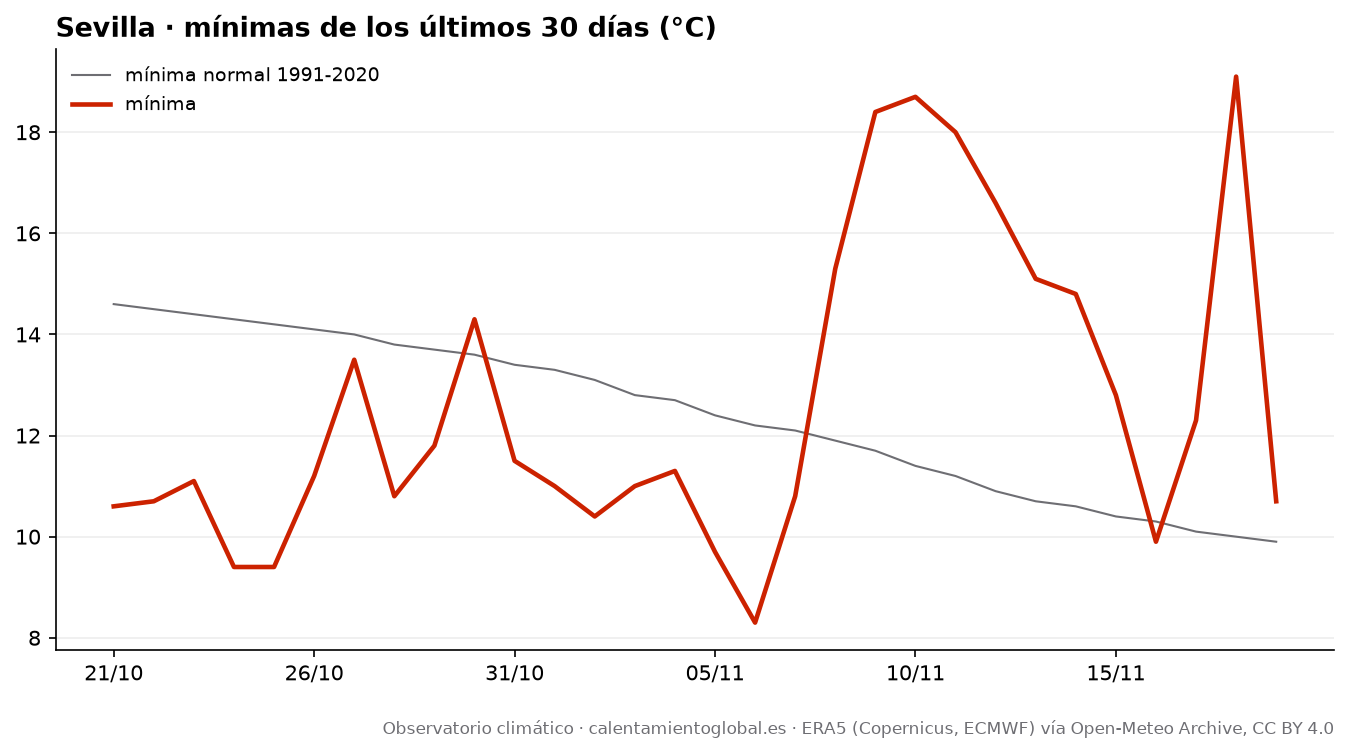 Sevilla · mínimas de los últimos 30 días (°C)
mínima normal 1991-2020
mínima
18
16
14
12
10
8
21/10 26/10 31/10 05/11 10/11 15/11
Observatorio climático · calentamientoglobal.es · ERA5 (Copernicus, ECMWF) vía Open-Meteo Archive, CC BY 4.0